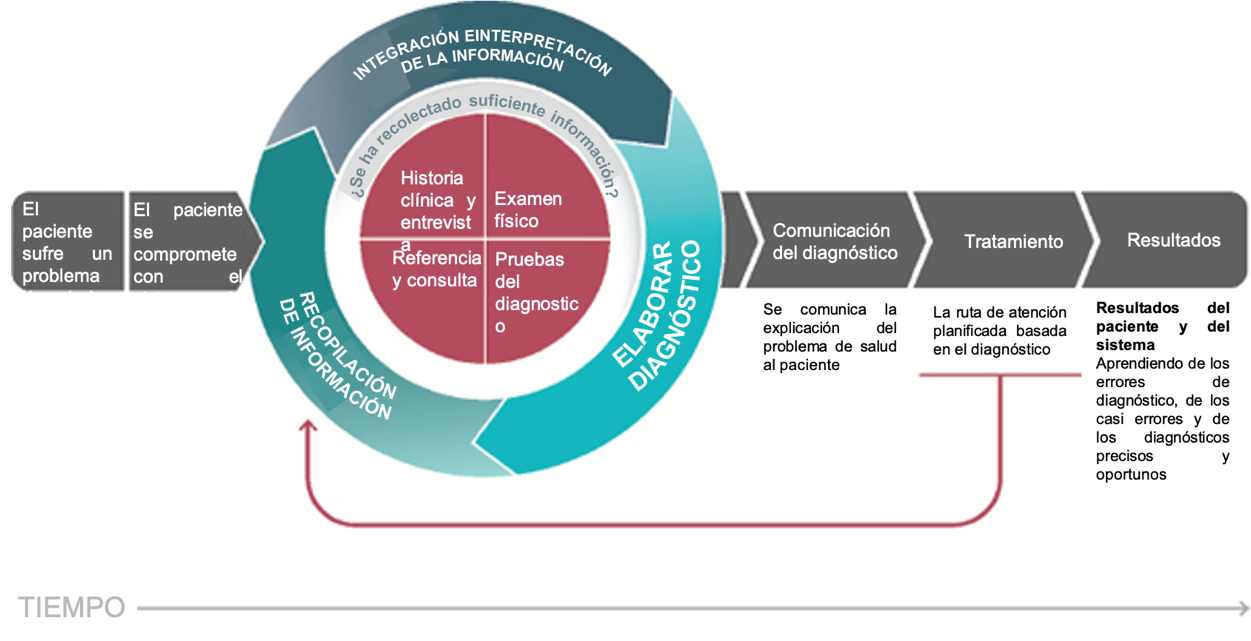 INTEGRACIÓN EINTERPRETACIÓN
DE LA INFORMACIÓN
¿Se ha recolectado suficiente información?
El
paciente
sufre un
problema
El paciente
se
compromete
con el
Historia
clínica y
entrevist
a
Examen
físico
Referencia
y consulta
Pruebas
del
diagnostic
o
RECOPILACIÓN
DE INFORMACIÓN
ELABORAR
DIAGNÓSTICO
Comunicación
del diagnóstico
Tratamiento
Resultados
Se comunica la
explicación del
problema de salud
al paciente
La ruta de atención
planificada basada
en el diagnóstico
Resultados del
paciente y del
sistema
Aprendiendo de los
errores de
diagnóstico, de los
casi errores y de
los diagnósticos
precisos y
oportunos
TIEMPO